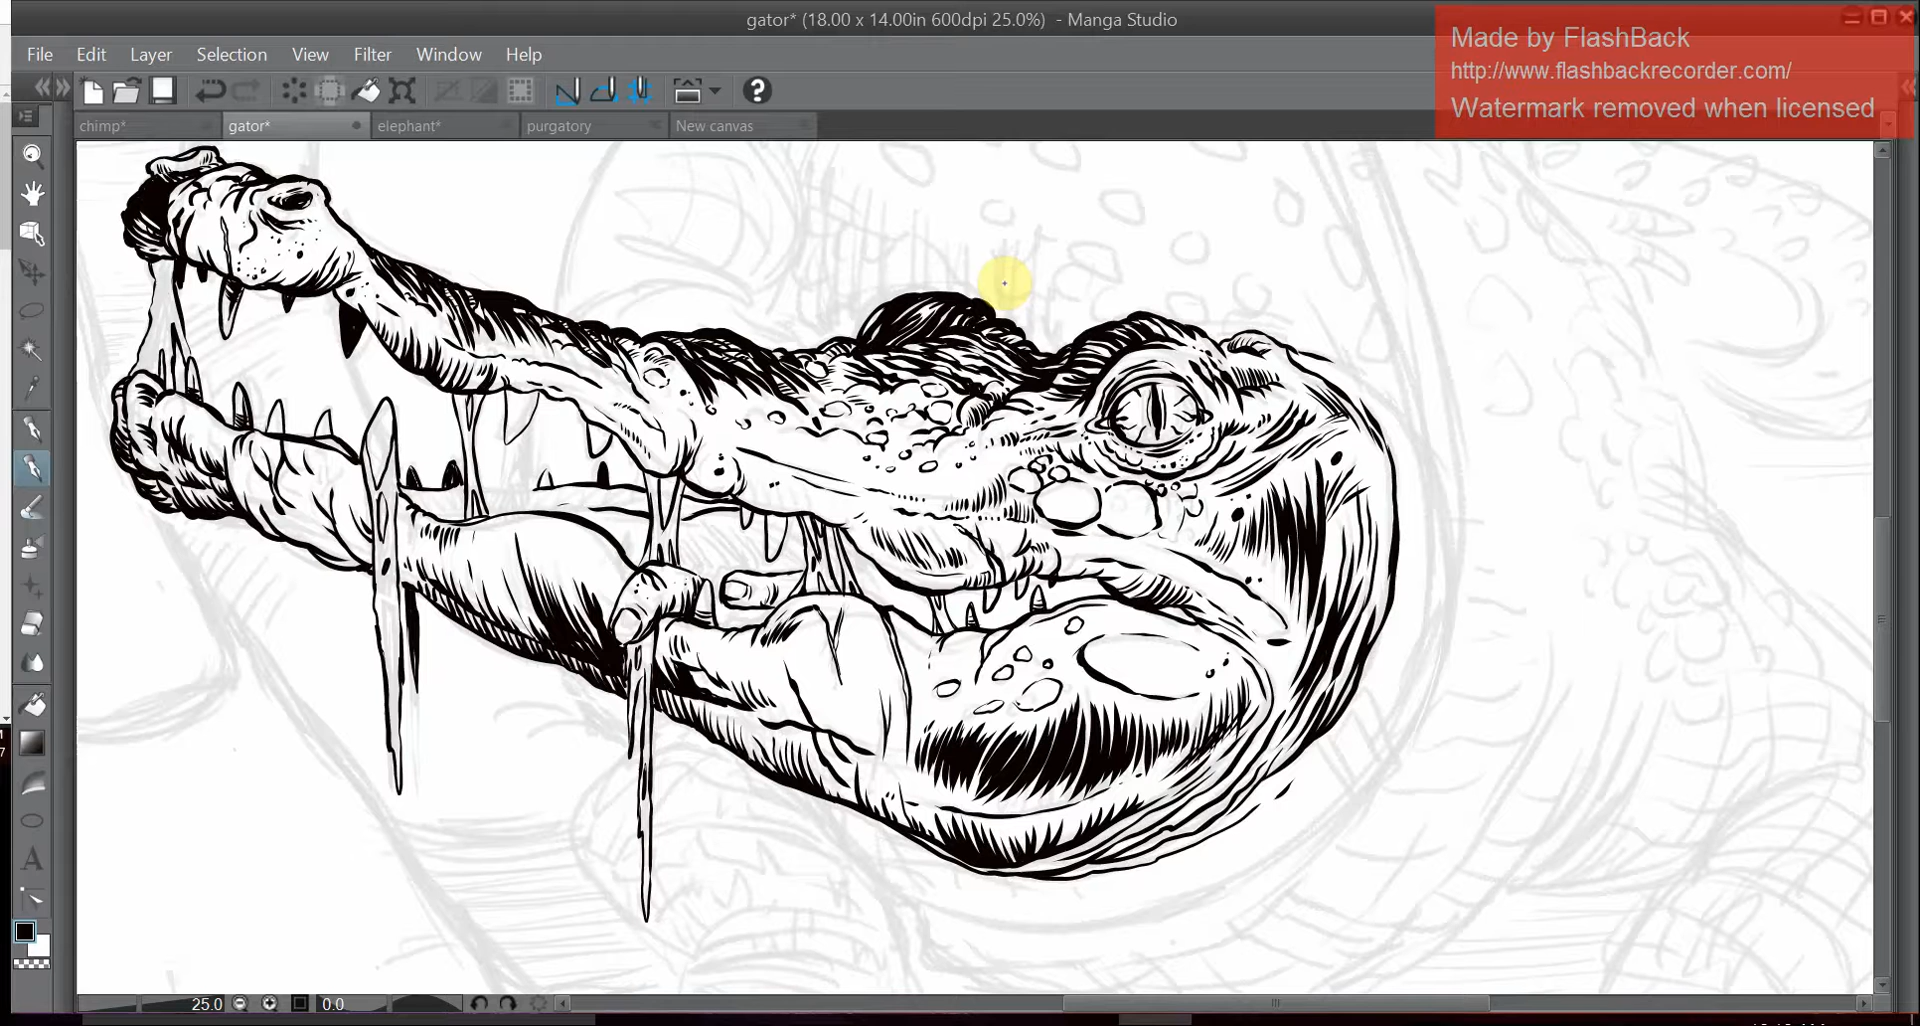 gator* (18.00 x 14.00in 600dpi 25.0%) - Manga Studio
Made by FlashBack
http://www.flashbackrecorder.com/
Watermark removed when licensed
File Edit Layer Selection View Filter Window Help
chimp* gator* elephant* purgatory New canvas
A
25.0 0.0